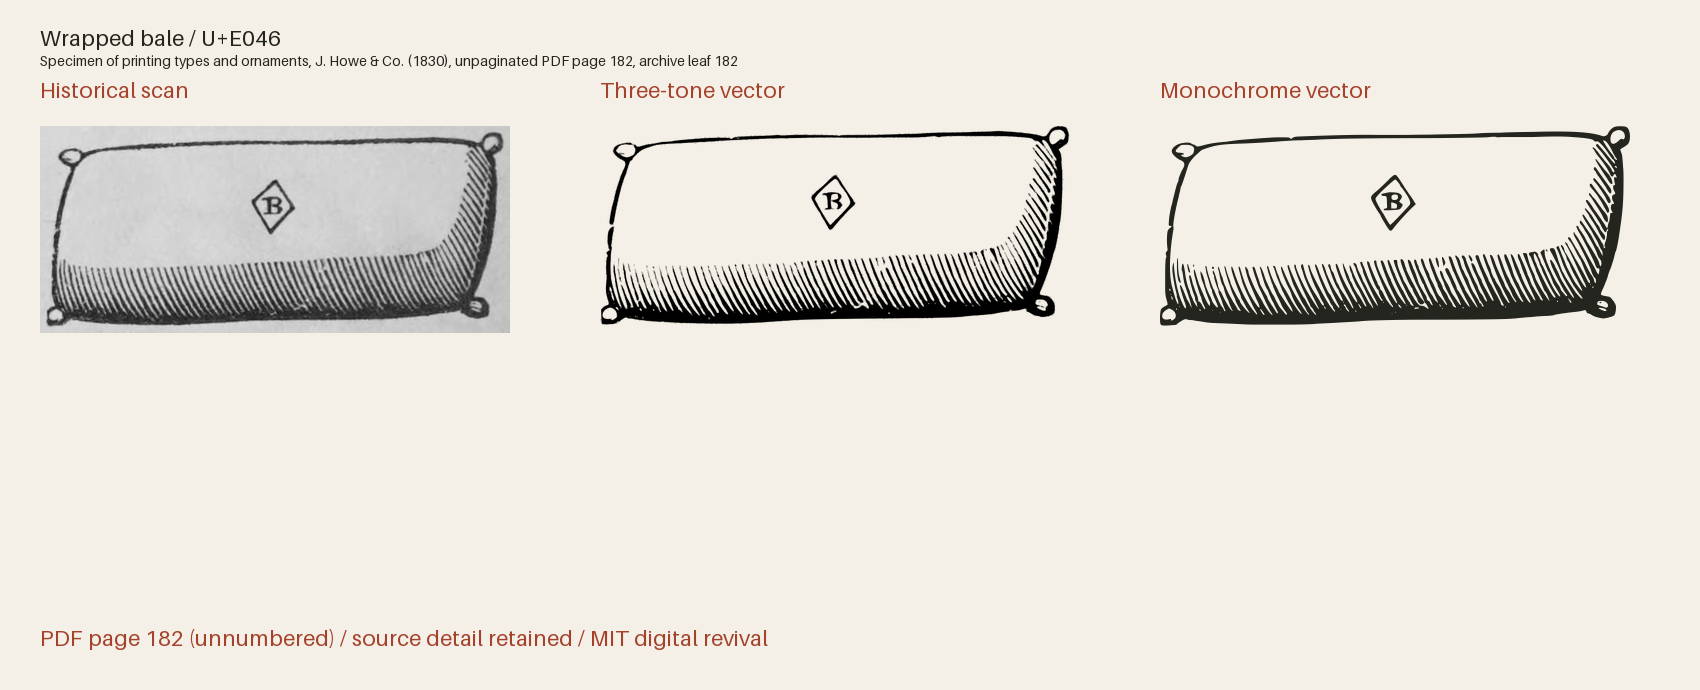 Wrapped bale / U+E046
Specimen of printing types and ornaments, J. Howe & Co. (1830), unpaginated PDF page 182, archive leaf 182
Historical scan
Three-tone vector
Monochrome vector
B
B
B
PDF page 182 (unnumbered) / source detail retained / MIT digital revival